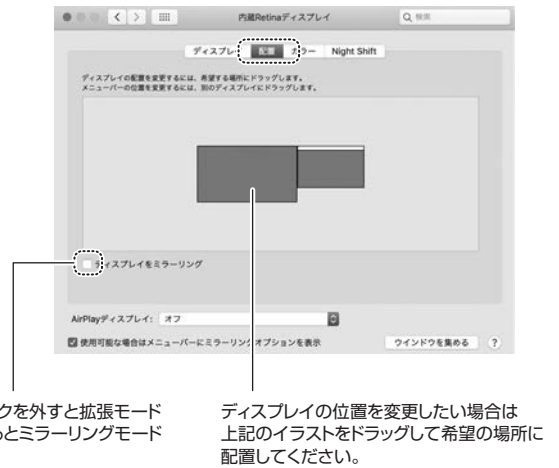 内蔵Retinaディスプレイ
検索
ディスプレ
配置
カラー
Night Shift
ディスプレイの配置を変更するには、希望する場所にドラッグします。
メニューバーの位置を変更するには、別のディスプレイにドラッグします。
ディスプレイをミラーリング
AirPlayディスプレイ: オフ
使用可能な場合はメニューバーにミラーリングオプションを表示
ウインドウを集める
?
クを外すと拡張モード
とミラーリングモード
ディスプレイの位置を変更したい場合は
上記のイラストをドラッグして希望の場所に
配置してください。